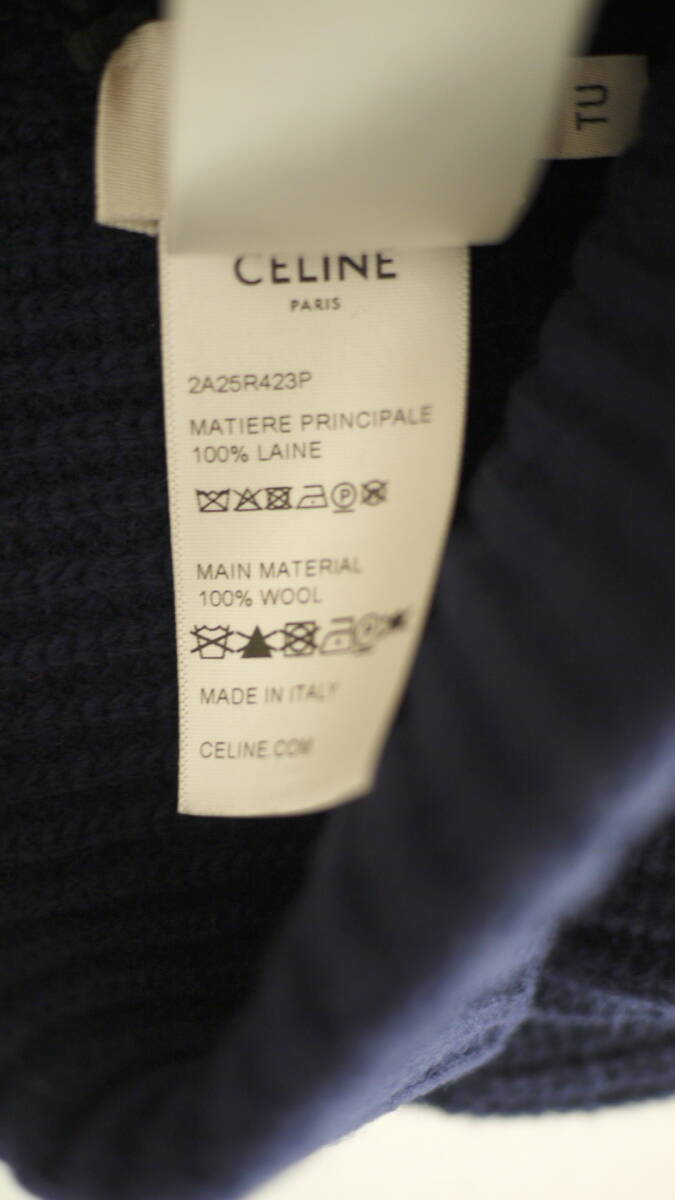 TU
CELINE
PARIS
2A25R423P
MATIERE PRINCIPALE
100% LAINE
MAIN MATERIAL
100% WOOL
MADE IN ITALY
CELINE.COM